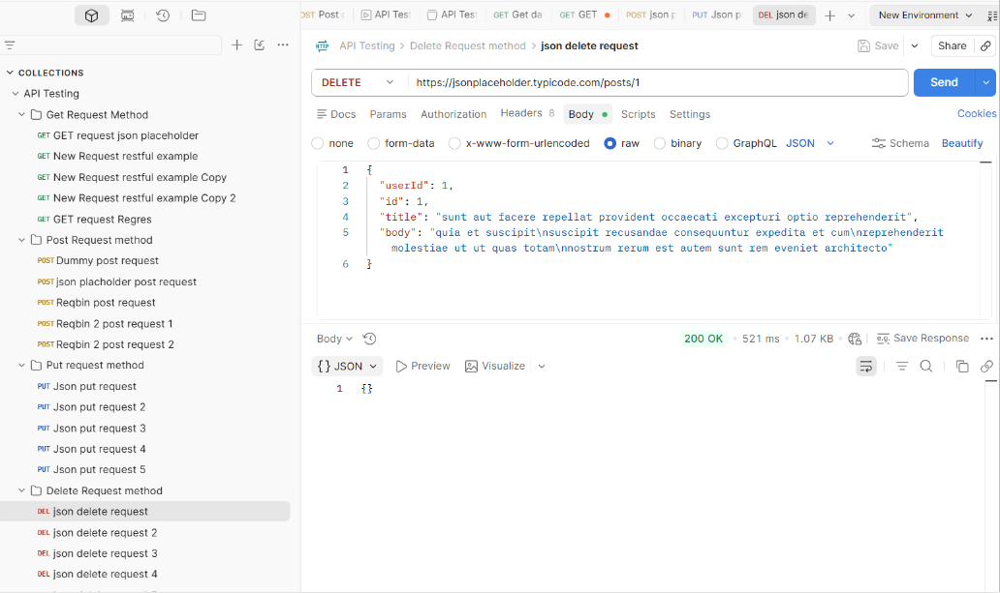 OST Post
API Test
API Test
GET Get da
GET GET
POST json p
PUT Json p
DEL json de
New Environment
API Testing > Delete Request method > json delete request
Save
Share
COLLECTIONS
API Testing
Get Request Method
GET GET request json placeholder
GET New Request restful example
GET New Request restful example Copy
GET New Request restful example Copy 2
GET GET request Regres
Post Request method
POST Dummy post request
POST json placholder post request
POST Reqbin post request
POST Reqbin 2 post request 1
POST Reqbin 2 post request 2
Put request method
PUT Json put request
PUT Json put request 2
PUT Json put request 3
PUT Json put request 4
PUT Json put request 5
Delete Request method
DEL json delete request
DEL json delete request 2
DEL json delete request 3
DEL json delete request 4
HTTP
DELETE
https://jsonplaceholder.typicode.com/posts/1
Send
Docs Params Authorization Headers 8 Body Scripts Settings Cookies
none form-data x-www-form-urlencoded raw binary GraphQL JSON Schema Beautify
1 {
2 "userId": 1,
3 "id": 1,
4 "title": "sunt aut facere repellat provident occaecati excepturi optio reprehenderit",
5 "body": "quia et suscipit\nsuscipit recusandae consequuntur expedita et cum\nreprehenderit
molestiae ut ut quas totam\nnostrum rerum est autem sunt rem eveniet architecto"
6 }
Body 200 OK 521 ms 1.07 KB e.g. Save Response
{} JSON Preview Visualize
1 {}